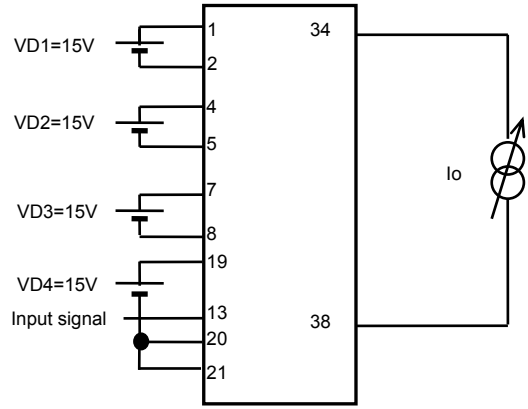 1
34
VD1=15V
2
4
VD2=15V
5
7
Io
VD3=15V
8
19
VD4=15V
Input signal
13
38
20
21